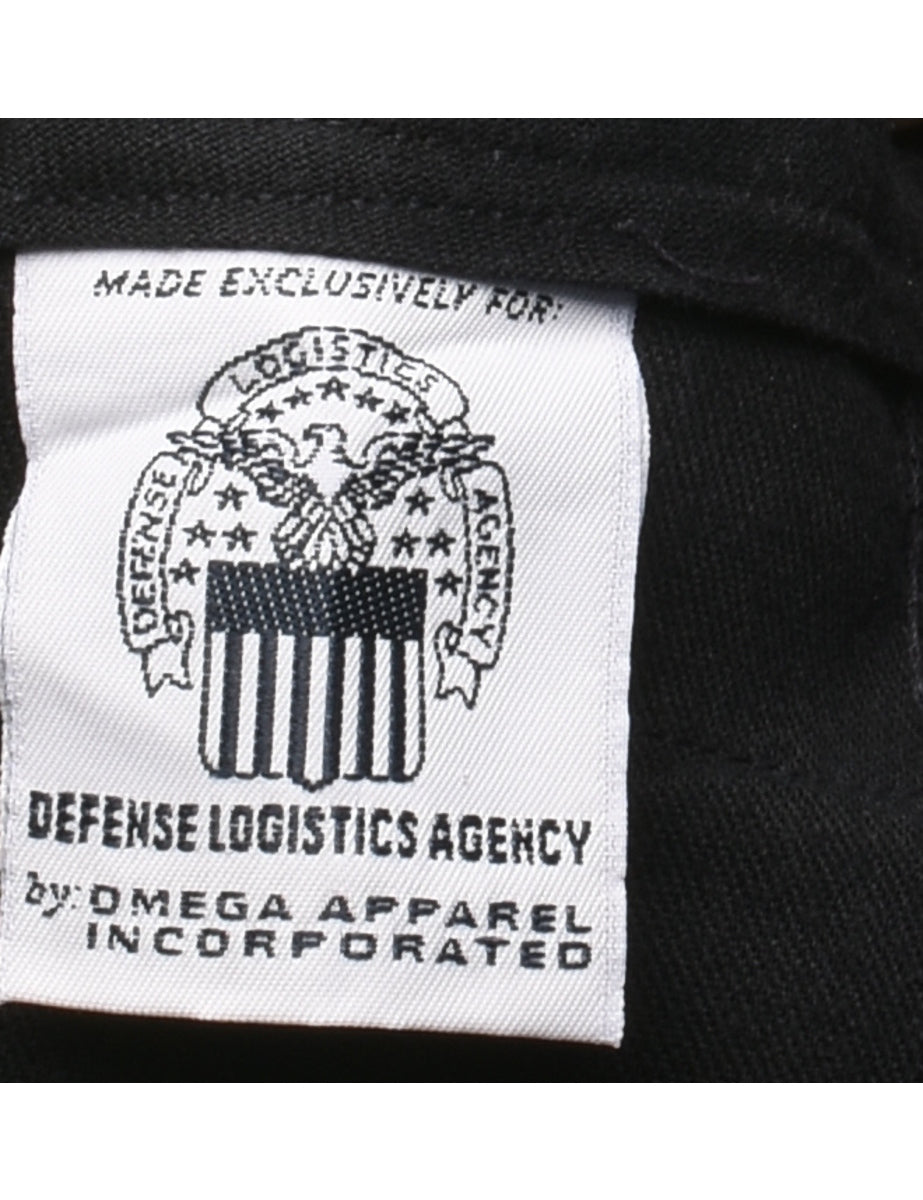 MADE EXCLUSIVELY FOR:
LOGISTICS
DEFENSE
AGENCY
DEFENSE LOGISTICS AGENCY
by: OMEGA APPAREL
INCORPORATED